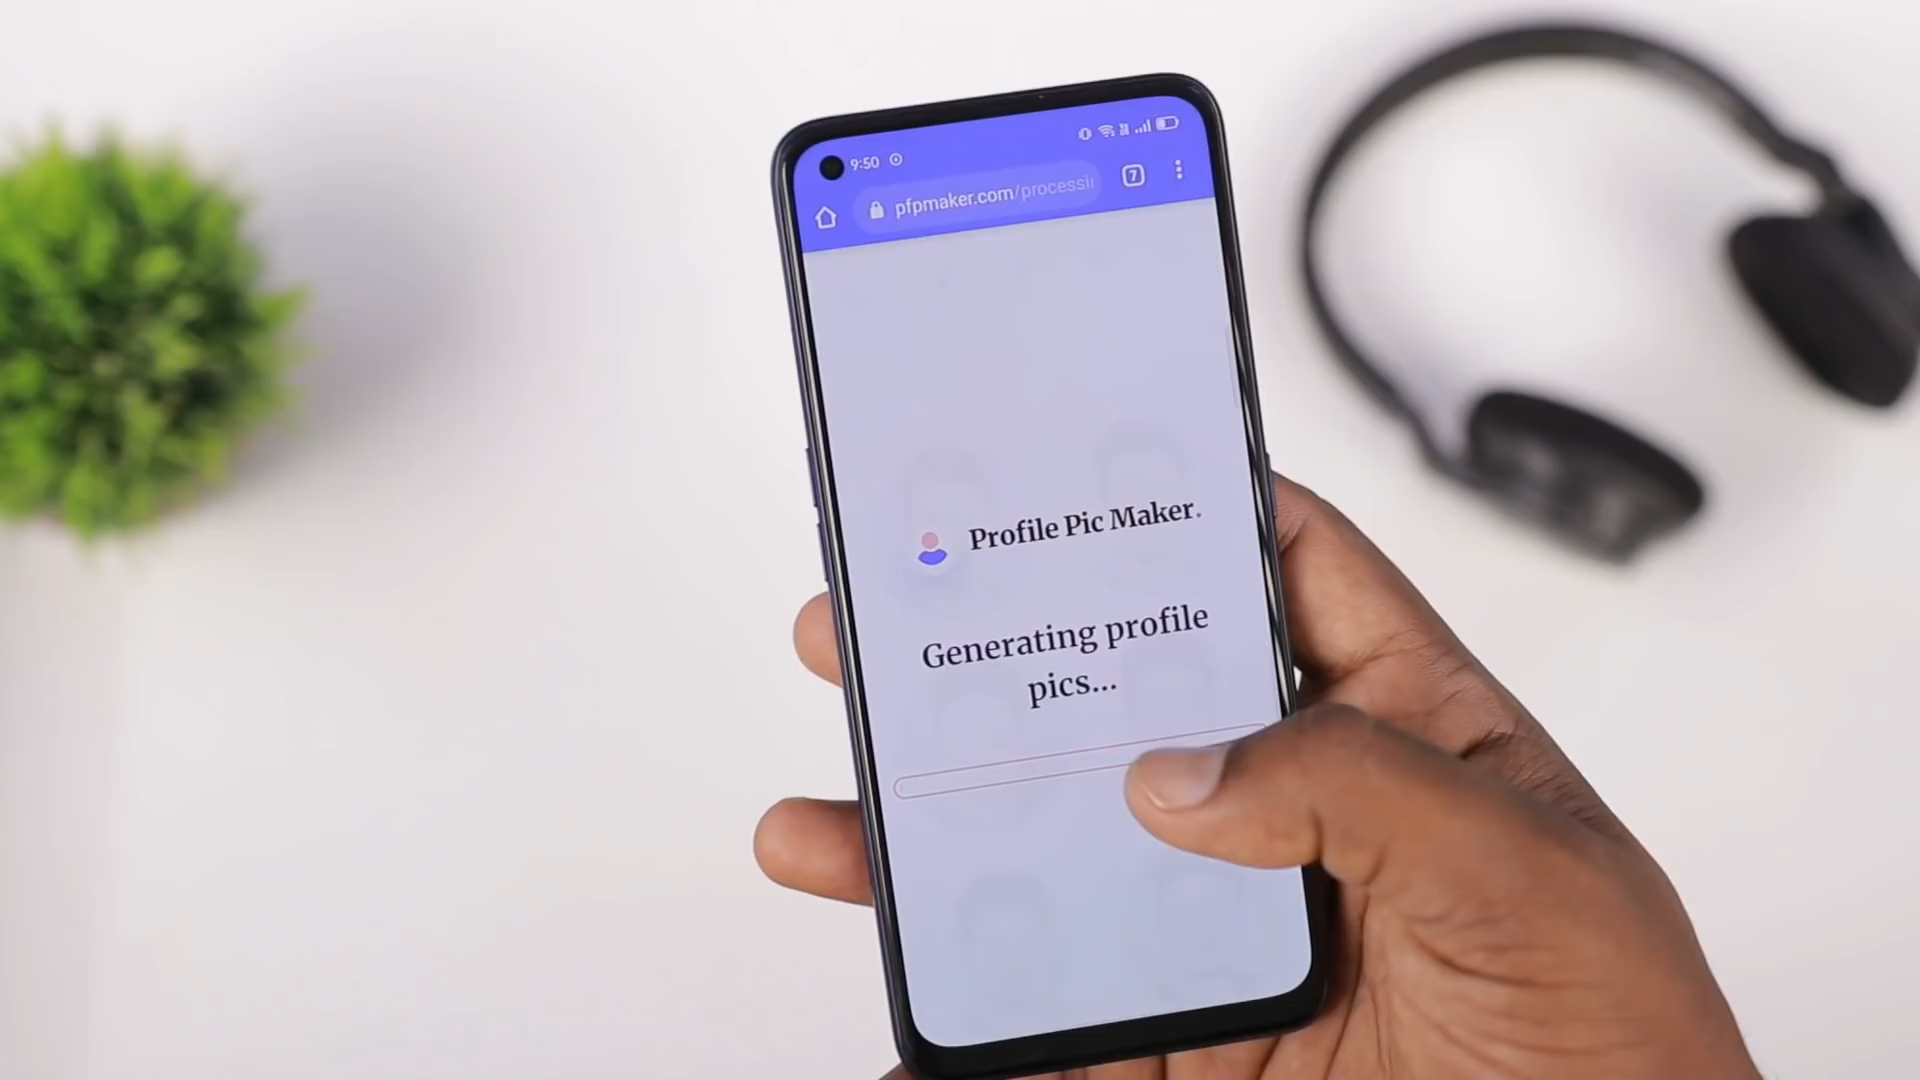 9:50
pfpmaker.com/processi
7
Profile Pic Maker.
Generating profile
pics...